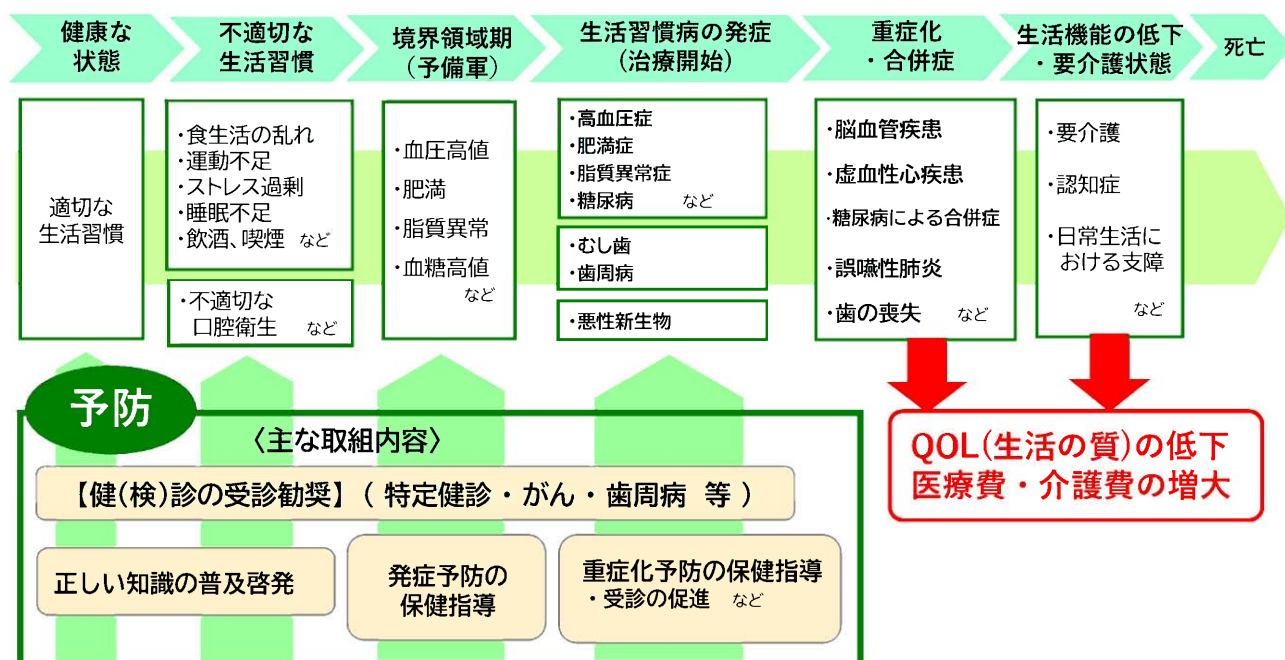 健康な
状態
不適切な
生活習慣
境界領域期
(予備軍)
生活習慣病の発症
(治療開始)
重症化
・合併症
生活機能の低下
・要介護状態
死亡
適切な
生活習慣
・食生活の乱れ
・運動不足
・ストレス過剰
・睡眠不足
・飲酒、喫煙 など
・不適切な
口腔衛生 など
・血圧高値
・肥満
・脂質異常
・血糖高値
など
・高血圧症
・肥満症
・脂質異常症
・糖尿病 など
・むし歯
・歯周病
・悪性新生物
・脳血管疾患
・虚血性心疾患
・糖尿病による合併症
・誤嚥性肺炎
・歯の喪失 など
・要介護
・認知症
・日常生活に
おける支障
など
予防
〈主な取組内容〉
【健(検)診の受診勧奨】(特定健診・がん・歯周病 等)
正しい知識の普及啓発
発症予防の
保健指導
重症化予防の保健指導
・受診の促進 など
QOL(生活の質)の低下
医療費・介護費の増大